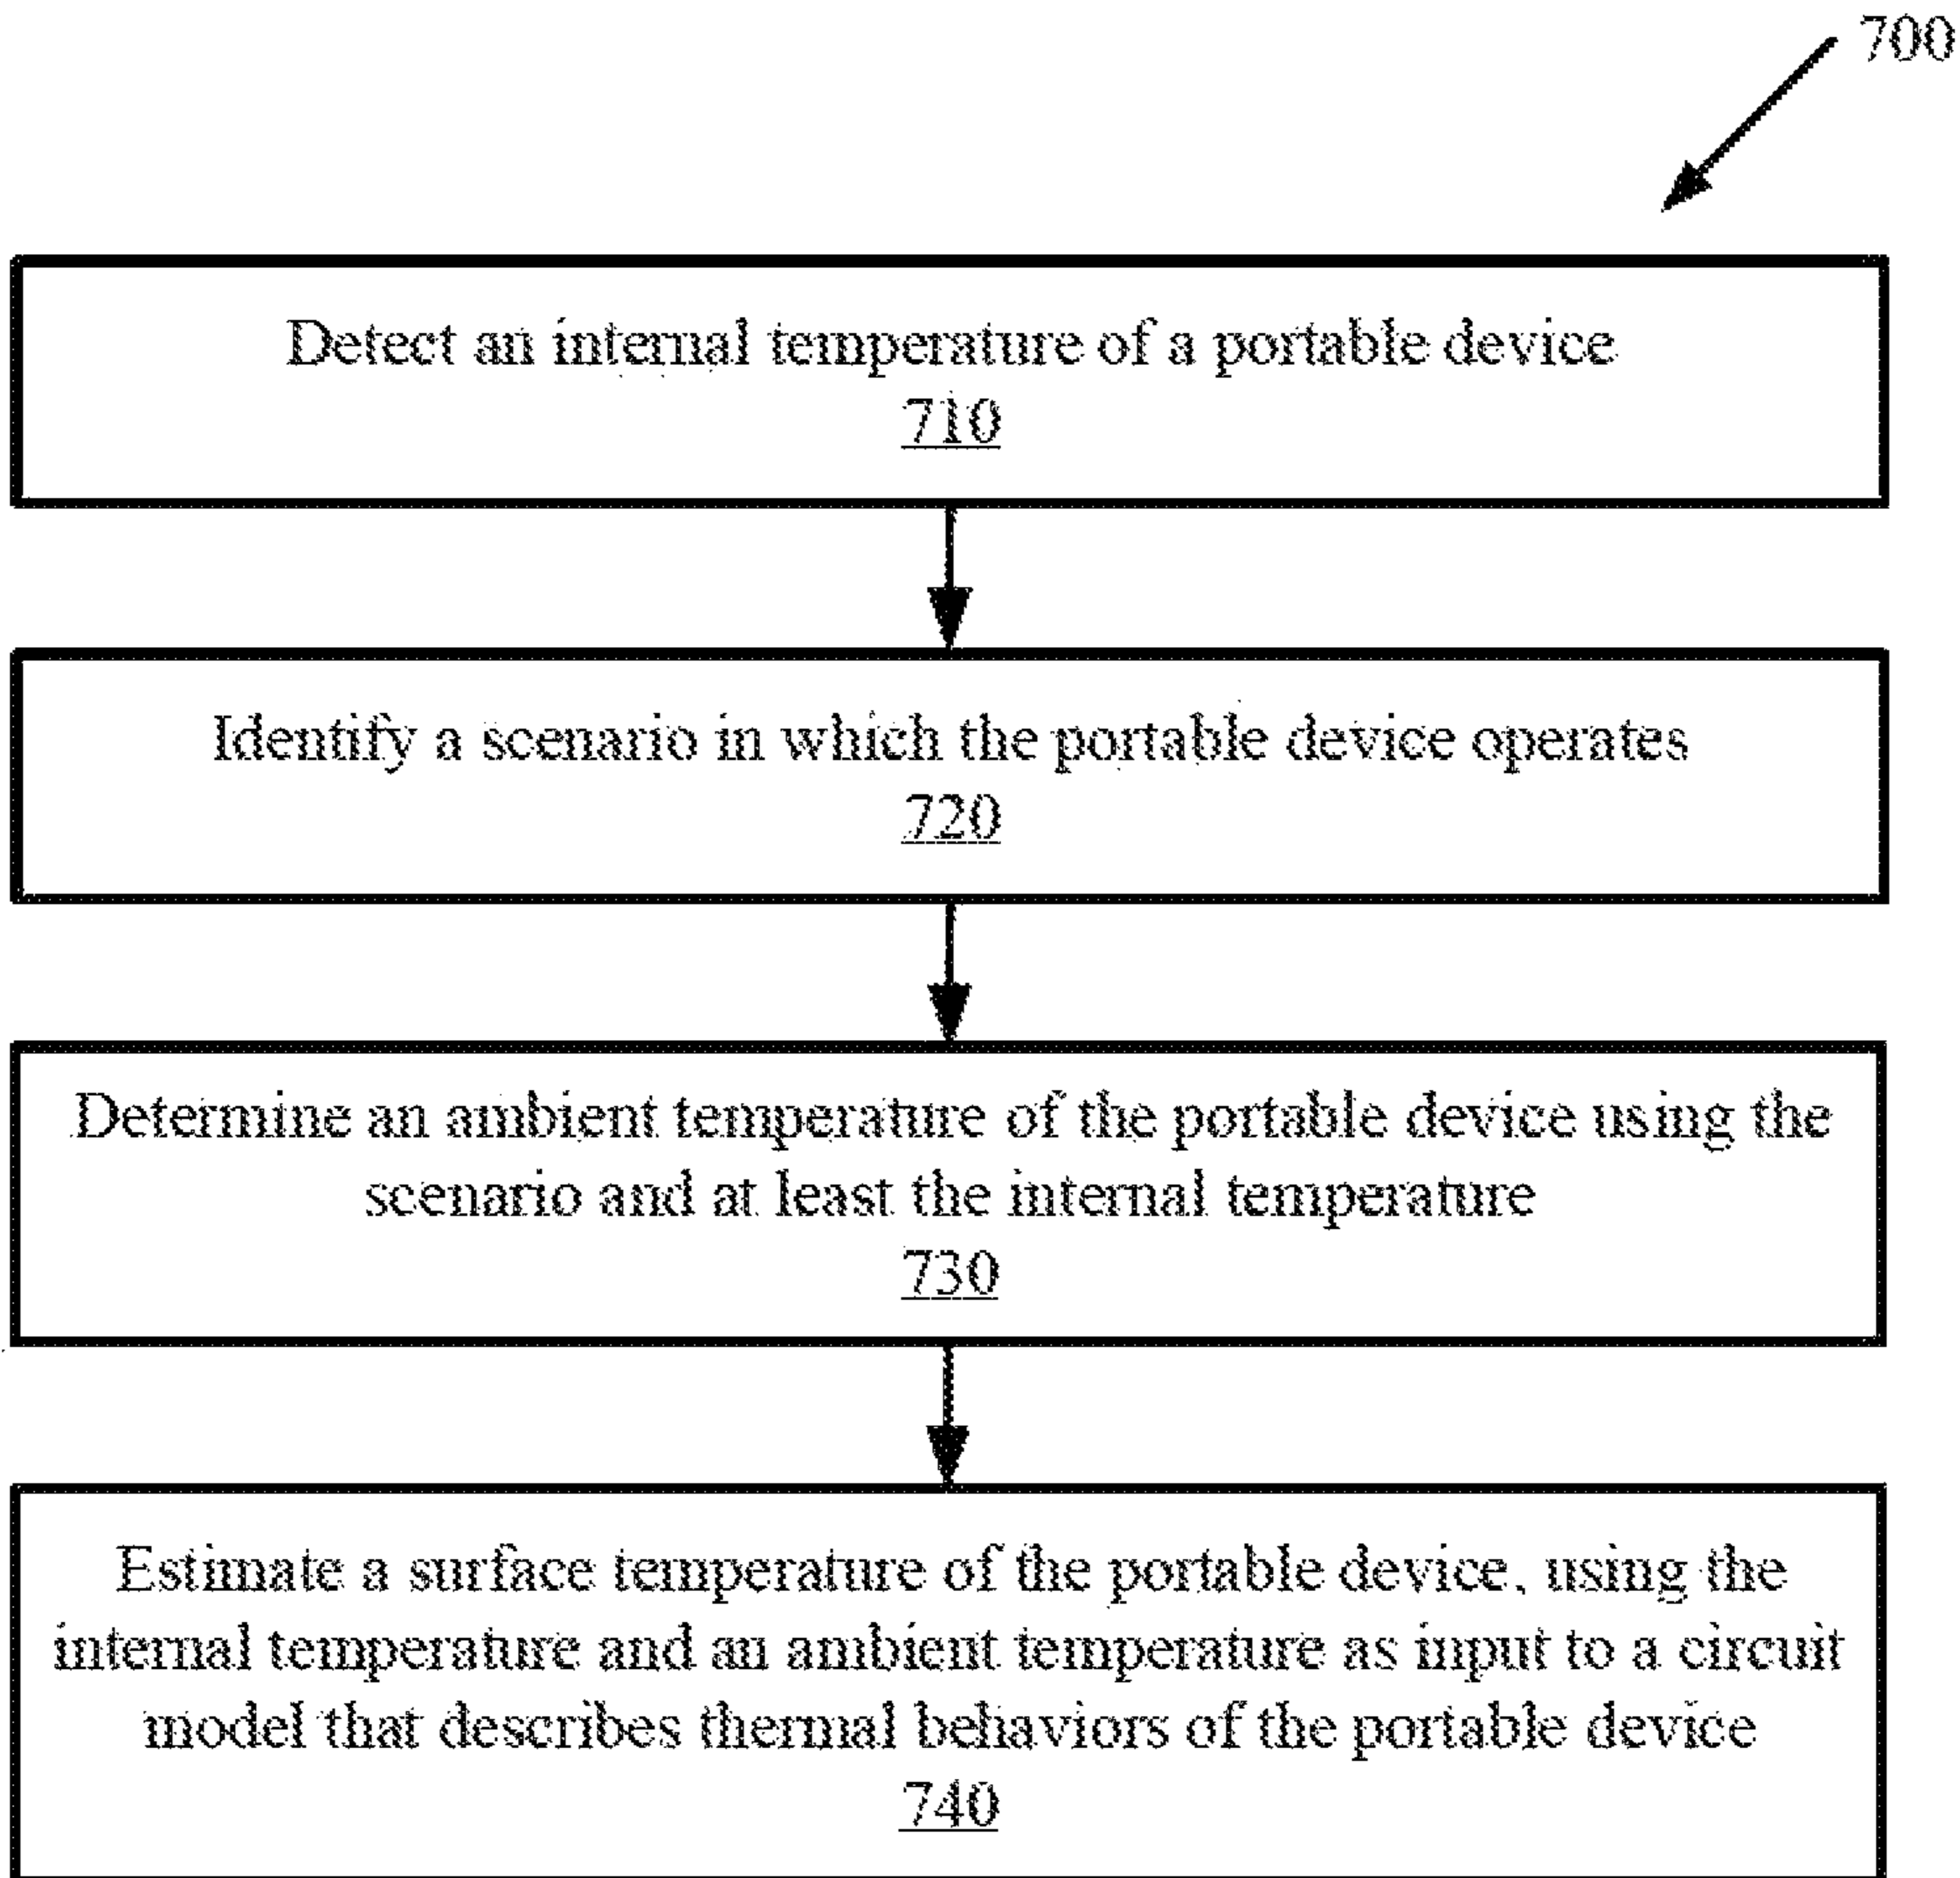 700
Detect an internal temperature of a portable device
710
Identify a scenario in which the portable device operates
720
Determine an ambient temperature of the portable device using the
scenario and at least the internal temperature
730
Estimate a surface temperature of the portable device, using the
internal temperature and an ambient temperature as input to a circuit
model that describes thermal behaviors of the portable device
740